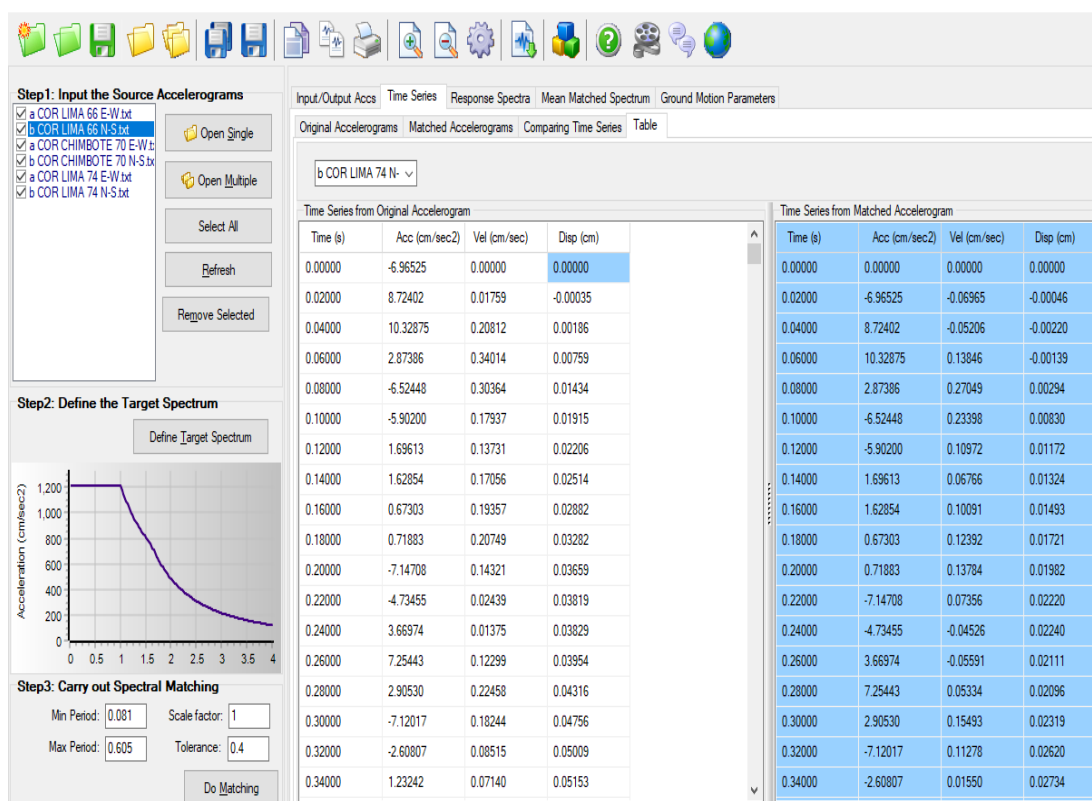 Step1: Input the Source Accelerograms
a COR LIMA 66 E-W.txt
b COR LIMA 66 N-S.txt
a COR CHIMBOTE 70 E-W.t
b COR CHIMBOTE 70 N-S.tx
a COR LIMA 74 E-W.txt
b COR LIMA 74 N-S.txt
Open Single
Open Multiple
Select All
Refresh
Remove Selected
Step2: Define the Target Spectrum
Define Target Spectrum
Acceleration (cm/sec2)
1,200
1,000
800
600
400
200
0
0 0.5 1 1.5 2 2.5 3 3.5 4
Step3: Carry out Spectral Matching
Min Period: 0.081 Scale factor: 1
Max Period: 0.605 Tolerance: 0.4
Do Matching
Input/Output Accs Time Series Response Spectra Mean Matched Spectrum Ground Motion Parameters
Original Accelerograms Matched Accelerograms Comparing Time Series Table
b COR LIMA 74 N-
Time Series from Original Accelerogram
Time (s) Acc (cm/sec2) Vel (cm/sec) Disp (cm)
0.00000 -6.96525 0.00000 0.00000
0.02000 8.72402 0.01759 -0.00035
0.04000 10.32875 0.20812 0.00186
0.06000 2.87386 0.34014 0.00759
0.08000 -6.52448 0.30364 0.01434
0.10000 -5.90200 0.17937 0.01915
0.12000 1.69613 0.13731 0.02206
0.14000 1.62854 0.17056 0.02514
0.16000 0.67303 0.19357 0.02882
0.18000 0.71883 0.20749 0.03282
0.20000 -7.14708 0.14321 0.03659
0.22000 -4.73455 0.02439 0.03819
0.24000 3.66974 0.01375 0.03829
0.26000 7.25443 0.12299 0.03954
0.28000 2.90530 0.22458 0.04316
0.30000 -7.12017 0.18244 0.04756
0.32000 -2.60807 0.08515 0.05009
0.34000 1.23242 0.07140 0.05153
Time Series from Matched Accelerogram
Time (s) Acc (cm/sec2) Vel (cm/sec) Disp (cm)
0.00000 0.00000 0.00000 0.00000
0.02000 -6.96525 -0.06965 -0.00046
0.04000 8.72402 -0.05206 -0.00220
0.06000 10.32875 0.13846 -0.00139
0.08000 2.87386 0.27049 0.00294
0.10000 -6.52448 0.23398 0.00830
0.12000 -5.90200 0.10972 0.01172
0.14000 1.69613 0.06766 0.01324
0.16000 1.62854 0.10091 0.01493
0.18000 0.67303 0.12392 0.01721
0.20000 0.71883 0.13784 0.01982
0.22000 -7.14708 0.07356 0.02220
0.24000 -4.73455 -0.04526 0.02240
0.26000 3.66974 -0.05591 0.02111
0.28000 7.25443 0.05334 0.02096
0.30000 2.90530 0.15493 0.02319
0.32000 -7.12017 0.11278 0.02620
0.34000 -2.60807 0.01550 0.02734